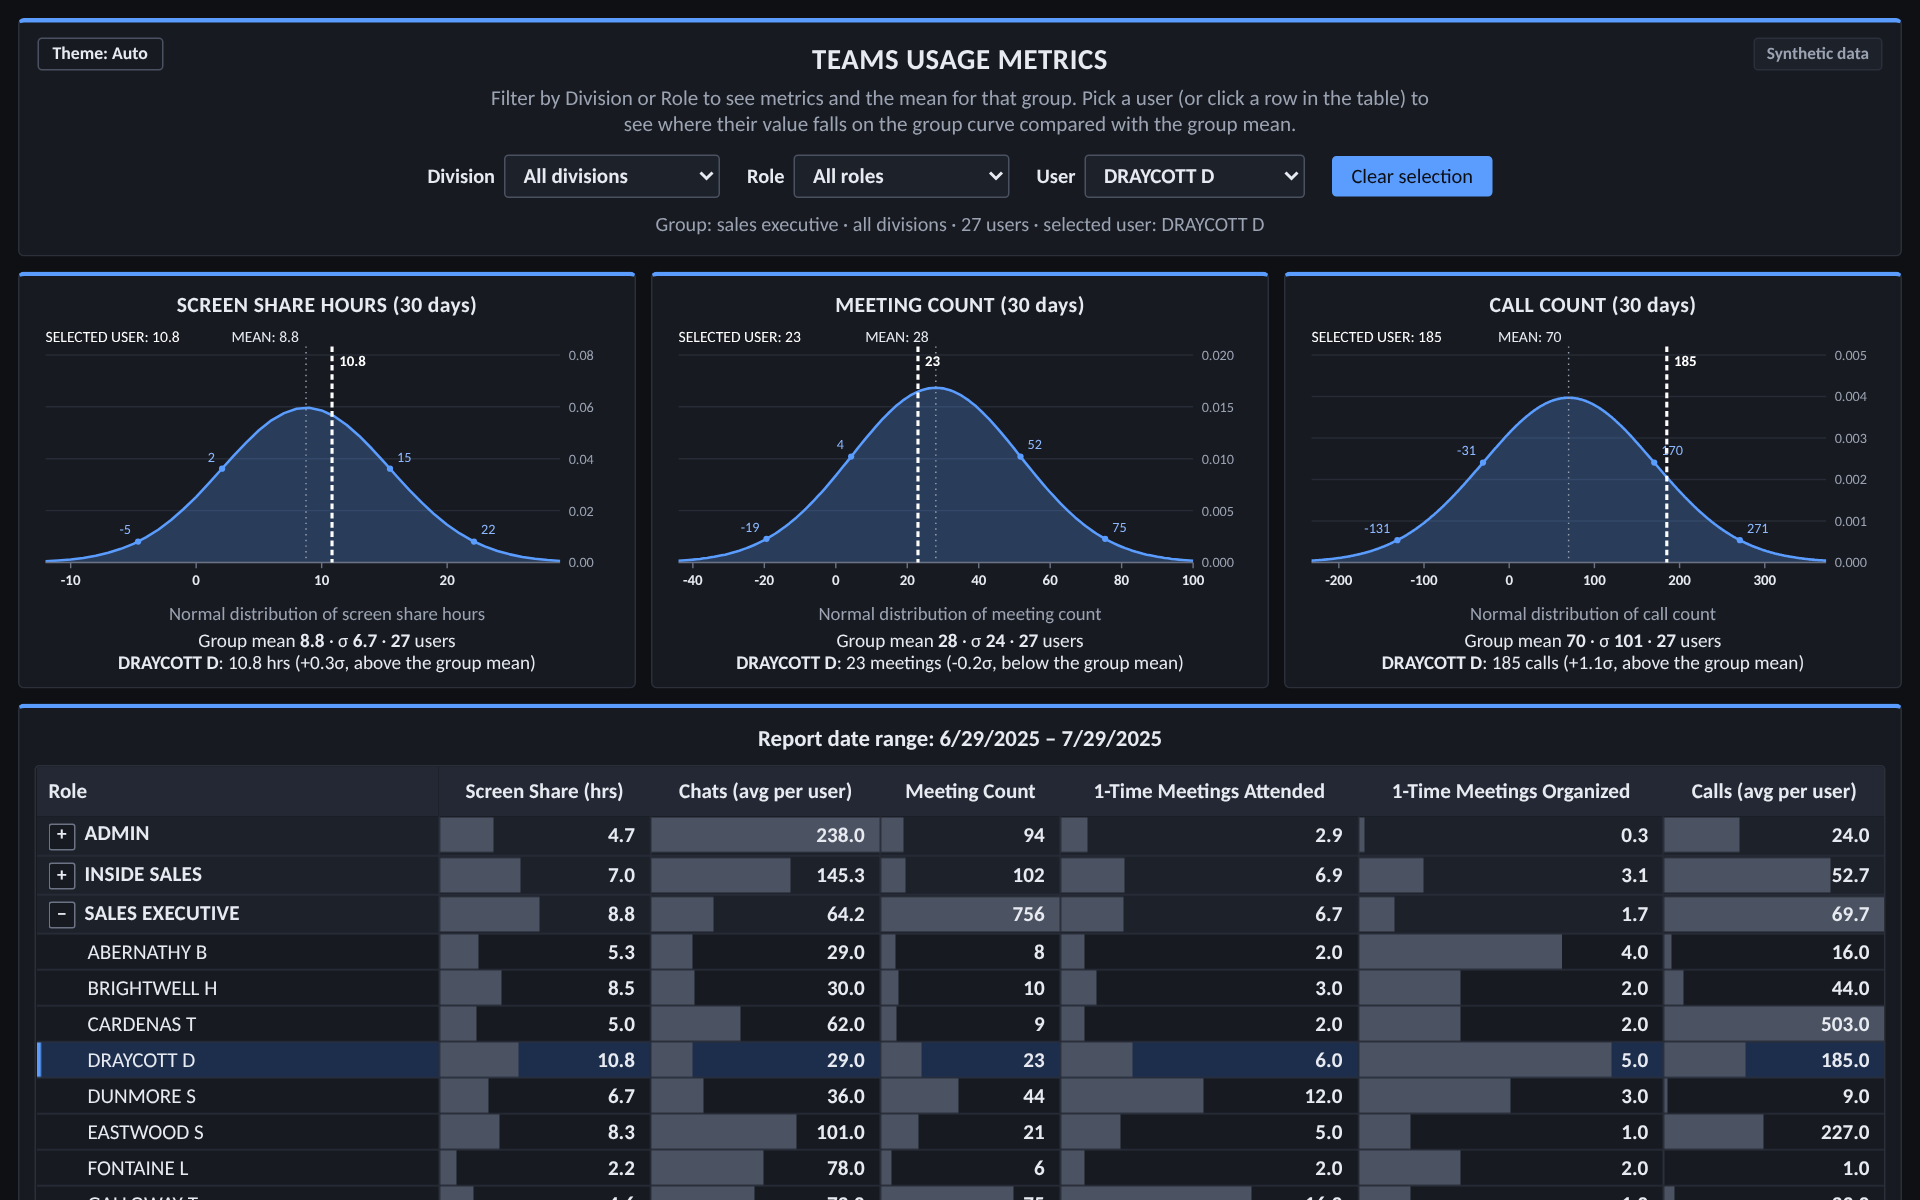 Theme: Auto
TEAMS USAGE METRICS
Synthetic data
Filter by Division or Role to see metrics and the mean for that group. Pick a user (or click a row in the table) to
see where their value falls on the group curve compared with the group mean.
Division All divisions Role All roles User DRAYCOTT D Clear selection
Group: sales executive · all divisions · 27 users · selected user: DRAYCOTT D
SCREEN SHARE HOURS (30 days)
SELECTED USER: 10.8 MEAN: 8.8
10.8
0.08
0.06
0.04
0.02
0.00
2
15
-5
22
-10 0 10 20
Normal distribution of screen share hours
Group mean 8.8 · σ 6.7 · 27 users
DRAYCOTT D: 10.8 hrs (+0.3σ, above the group mean)
MEETING COUNT (30 days)
SELECTED USER: 23 MEAN: 28
23
0.020
0.015
0.010
0.005
0.000
4
52
-19
75
-40 -20 0 20 40 60 80 100
Normal distribution of meeting count
Group mean 28 · σ 24 · 27 users
DRAYCOTT D: 23 meetings (-0.2σ, below the group mean)
CALL COUNT (30 days)
SELECTED USER: 185 MEAN: 70
185
0.005
0.004
0.003
0.002
0.001
0.000
-31
170
-131
271
-200 -100 0 100 200 300
Normal distribution of call count
Group mean 70 · σ 101 · 27 users
DRAYCOTT D: 185 calls (+1.1σ, above the group mean)
Report date range: 6/29/2025 – 7/29/2025
Role Screen Share (hrs) Chats (avg per user) Meeting Count 1-Time Meetings Attended 1-Time Meetings Organized Calls (avg per user)
+ ADMIN 4.7 238.0 94 2.9 0.3 24.0
+ INSIDE SALES 7.0 145.3 102 6.9 3.1 52.7
− SALES EXECUTIVE 8.8 64.2 756 6.7 1.7 69.7
ABERNATHY B 5.3 29.0 8 2.0 4.0 16.0
BRIGHTWELL H 8.5 30.0 10 3.0 2.0 44.0
CARDENAS T 5.0 62.0 9 2.0 2.0 503.0
DRAYCOTT D 10.8 29.0 23 6.0 5.0 185.0
DUNMORE S 6.7 36.0 44 12.0 3.0 9.0
EASTWOOD S 8.3 101.0 21 5.0 1.0 227.0
FONTAINE L 2.2 78.0 6 2.0 2.0 1.0